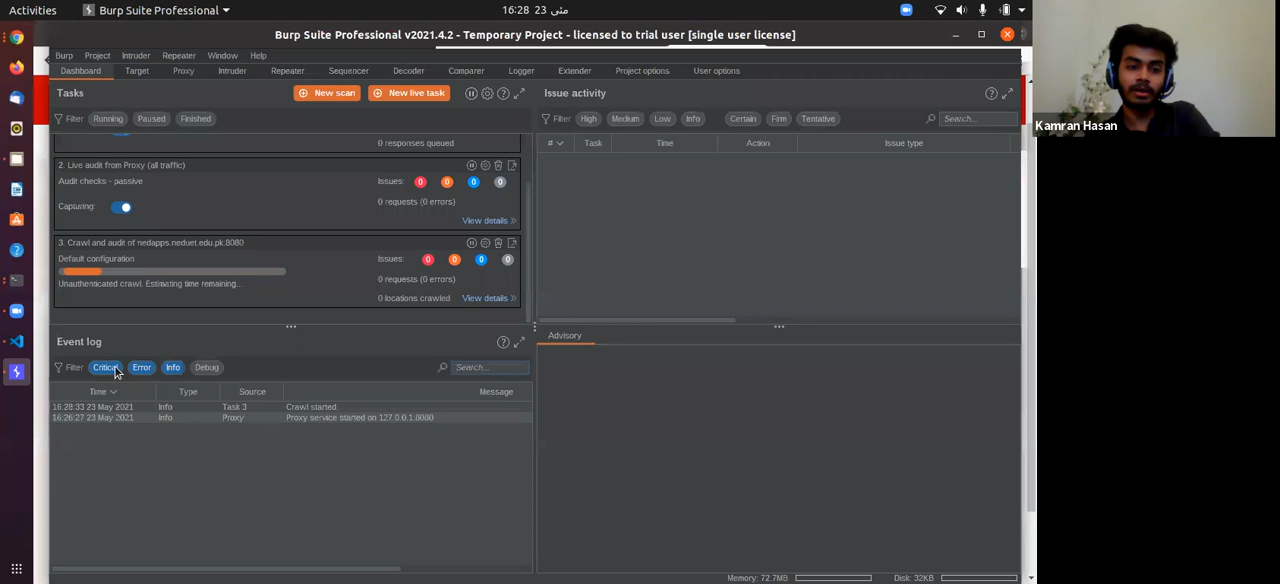 Activities Burp Suite Professional 16:28 23 مئی
Burp Suite Professional v2021.4.2 - Temporary Project - licensed to trial user [single user license]
Burp Project Intruder Repeater Window Help
Dashboard Target Proxy Intruder Repeater Sequencer Decoder Comparer Logger Extender Project options User options
Tasks New scan New live task
Filter Running Paused Finished
0 responses queued
2. Live audit from Proxy (all traffic)
Audit checks - passive Issues: 0 0 0 0
Capturing: 0 requests (0 errors)
View details
3. Crawl and audit of nedapps.neduet.edu.pk:8080
Default configuration Issues: 0 0 0 0
0 requests (0 errors)
Unauthenticated crawl. Estimating time remaining...
0 locations crawled View details
Issue activity
Filter High Medium Low Info Certain Firm Tentative Search...
# Task Time Action Issue type
Event log
Filter Critical Error Info Debug Search...
Time Type Source Message
16:28:33 23 May 2021 Info Task 3 Crawl started.
16:26:27 23 May 2021 Info Proxy Proxy service started on 127.0.0.1:8080
Advisory
Memory: 72.7MB Disk: 32KB
Kamran Hasan